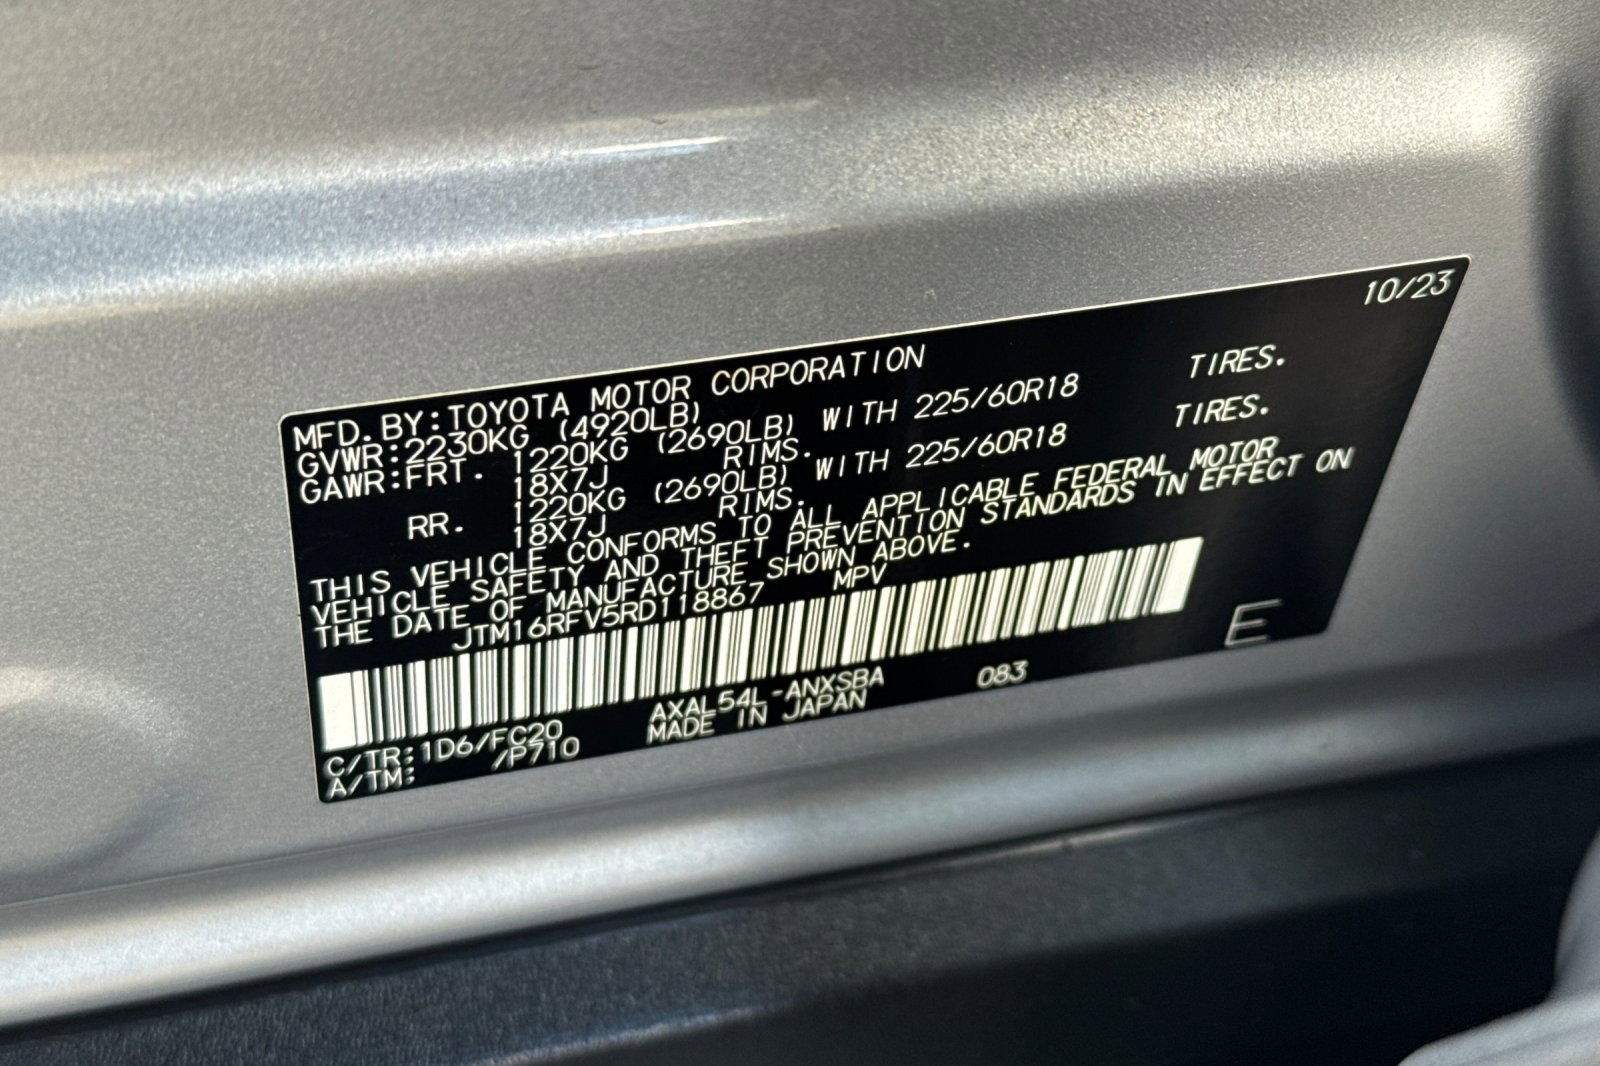 10/23
MFD. BY: TOYOTA MOTOR CORPORATION
GVWR: 2230KG (4920LB)
GAWR: FRT. 1220KG (2690LB) WITH 225/60R18 TIRES.
18X7J RIMS.
RR. 1220KG (2690LB) WITH 225/60R18 TIRES.
18X7J RIMS.
THIS VEHICLE CONFORMS TO ALL APPLICABLE FEDERAL MOTOR
VEHICLE SAFETY AND THEFT PREVENTION STANDARDS IN EFFECT ON
THE DATE OF MANUFACTURE SHOWN ABOVE.
JTM16RFV5RD118867 MPV
E
C/TR: 1D6/FC20 AXAL54L-ANXSBA 083
A/TM: /P710 MADE IN JAPAN